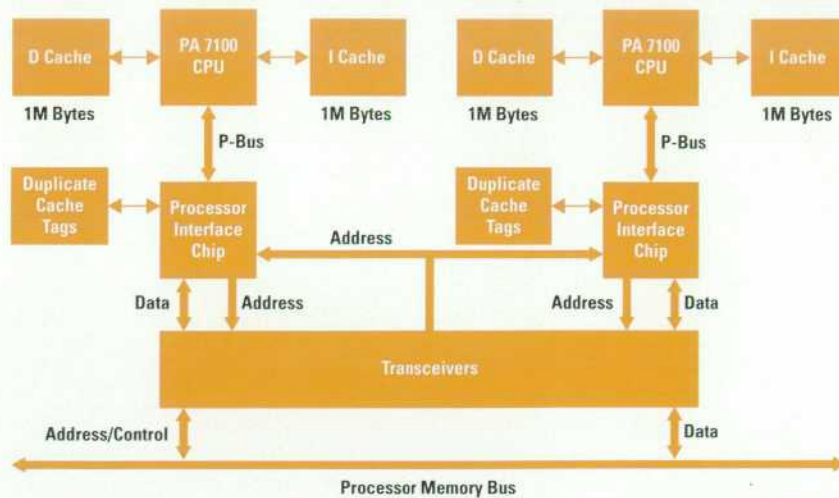 D Cache
PA 7100
CPU
I Cache
D Cache
PA 7100
CPU
I Cache
1M Bytes
1M Bytes
1M Bytes
1M Bytes
P-Bus
P-Bus
Duplicate
Cache
Tags
Processor
Interface
Chip
Duplicate
Cache
Tags
Processor
Interface
Chip
Address
Data
Address
Address
Data
Transceivers
Address/Control
Data
Processor Memory Bus